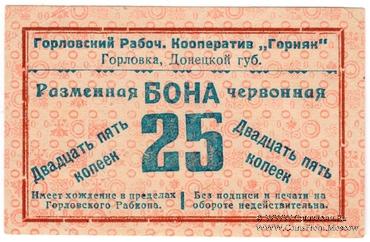 Горловский Рабоч. Кооператив „Горняк"
Горловка, Донецкой губ.
Разменная БОНА червонная
Двадцать пять копеек
25
Двадцать пять копеек
Имеет хождение в пределах
Горловского Рабкопа.
Без подписи и печати на
обороте недействительна.